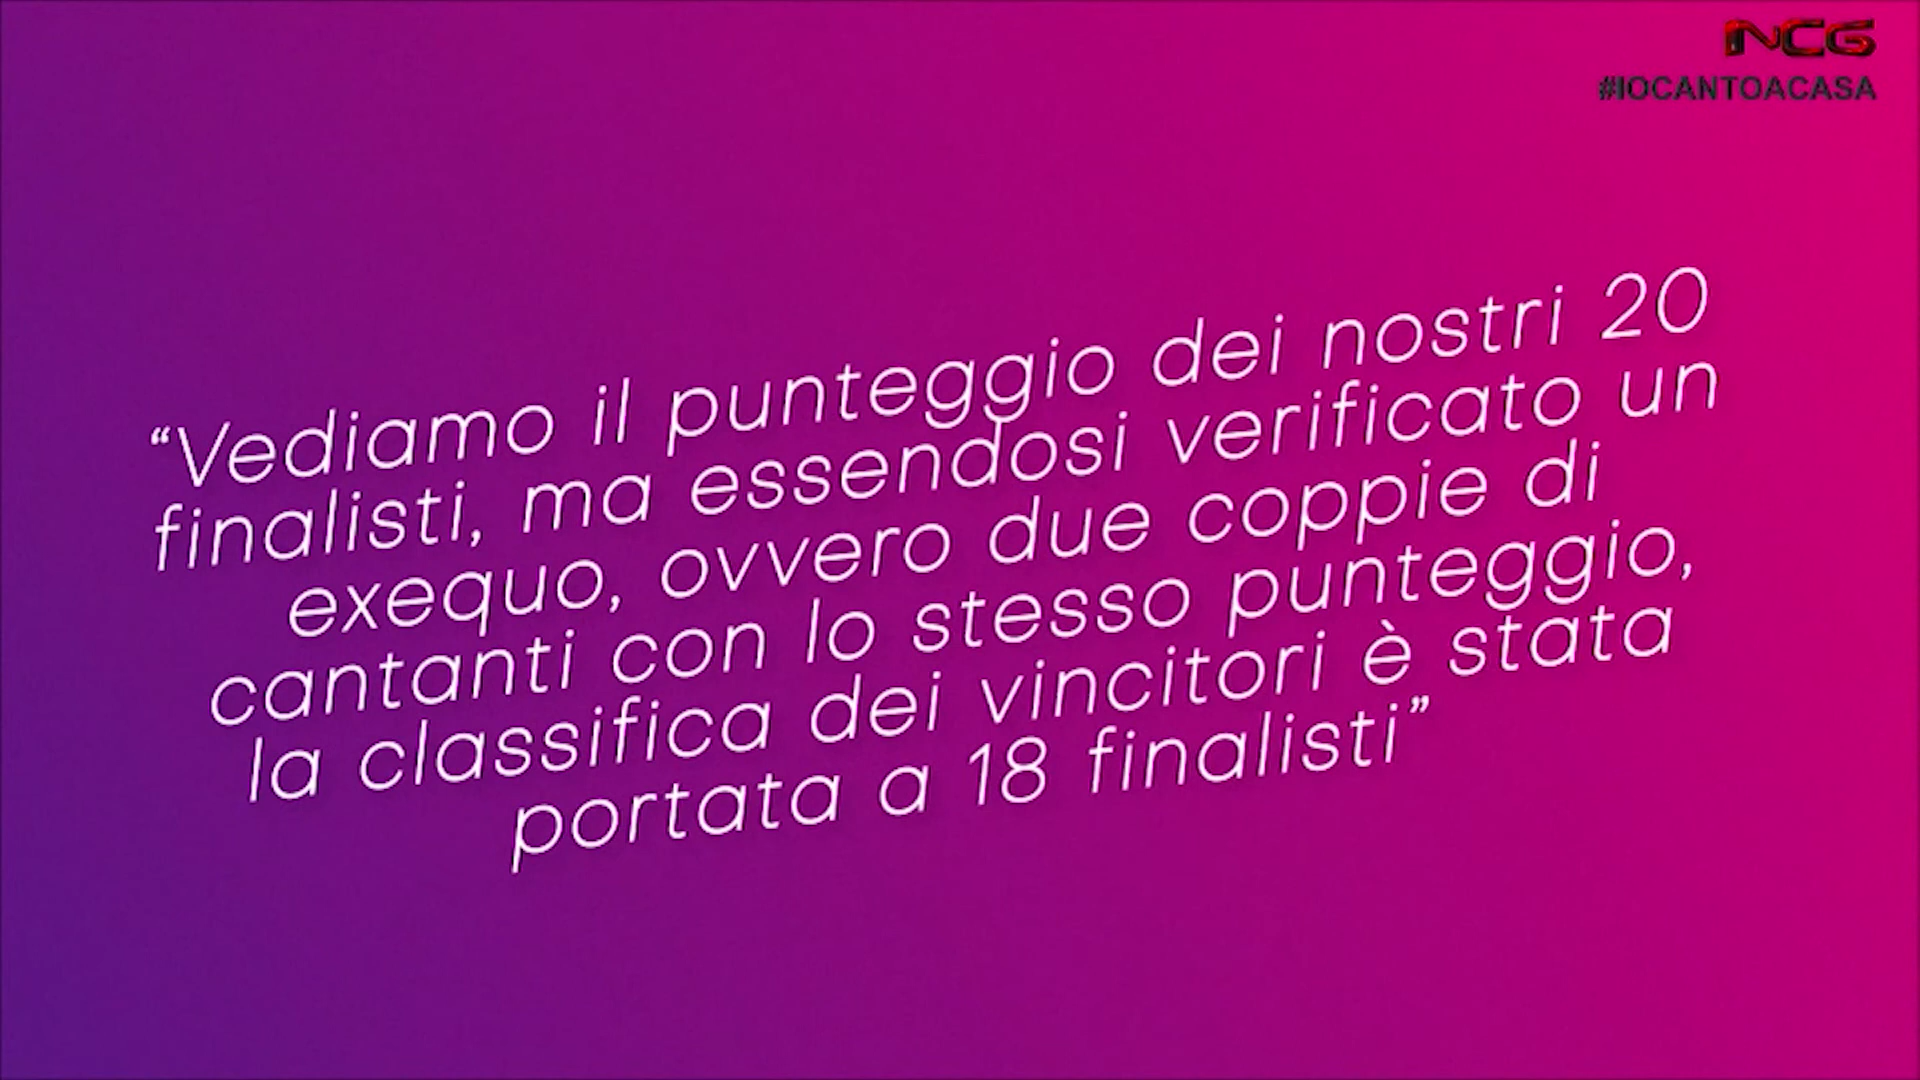 NCG
#IOCANTOACASA
“Vediamo il punteggio dei nostri 20
finalisti, ma essendosi verificato un
exequo, ovvero due coppie di
cantanti con lo stesso punteggio,
la classifica dei vincitori è stata
portata a 18 finalisti”